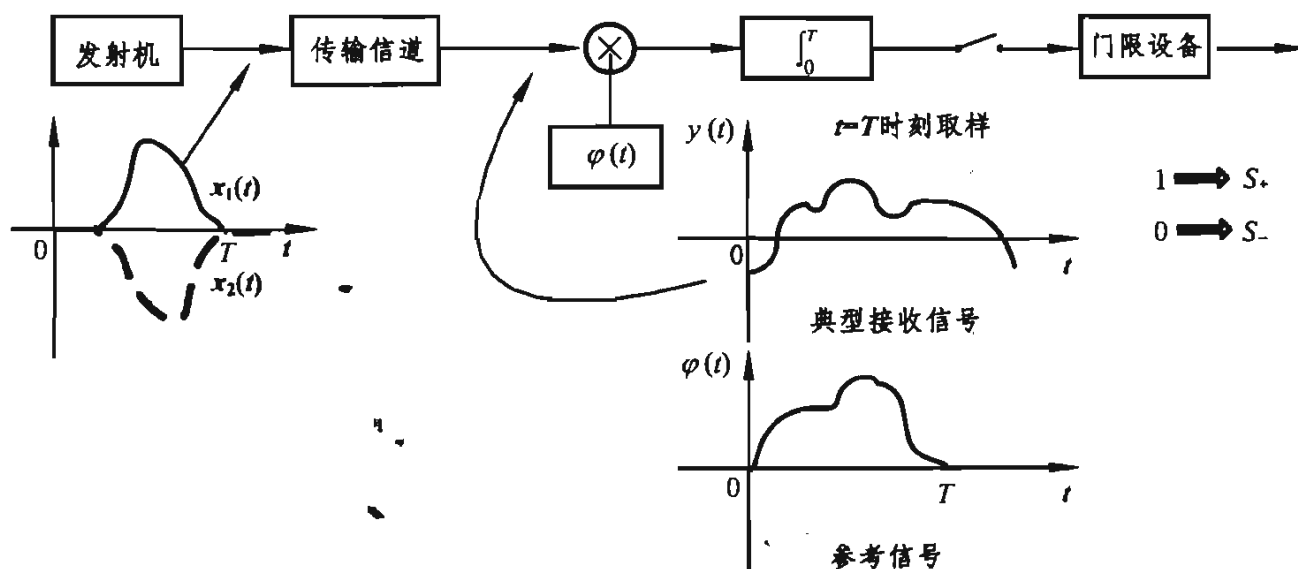 发射机
传输信道
×
∫₀ᵀ
门限设备
φ(t)
t=T时刻取样
x₁(t)
0
T
t
x₂(t)
y(t)
0
t
典型接收信号
1 ⇒ S₊
0 ⇒ S₋
φ(t)
0
T
t
参考信号